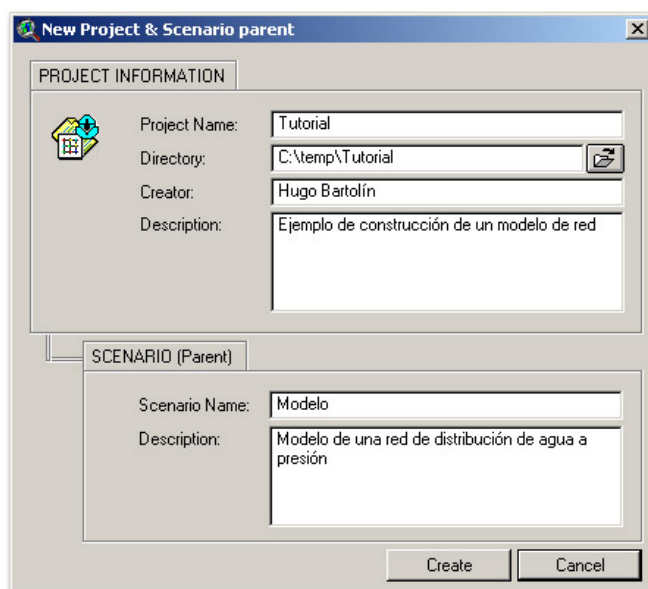 New Project & Scenario parent
PROJECT INFORMATION
Project Name: Tutorial
Directory: C:\temp\Tutorial
Creator: Hugo Bartolín
Description: Ejemplo de construcción de un modelo de red
SCENARIO (Parent)
Scenario Name: Modelo
Description: Modelo de una red de distribución de agua a
presión
Create Cancel